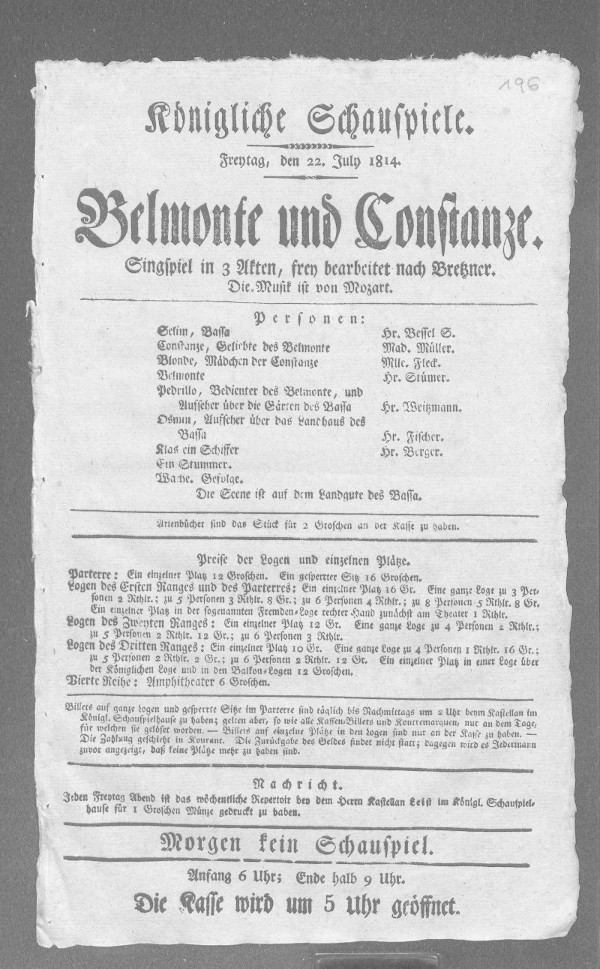 196
Königliche Schauspiele.
Freytag, den 22. July 1814.
Belmonte und Constanze.
Singspiel in 3 Akten, frey bearbeitet nach Bretzner.
Die Musik ist von Mozart.
Personen:
Selim, Bassa Hr. Bessel S.
Constanze, Geliebte des Belmonte Mad. Müller.
Blonde, Mädchen der Constanze Mlle. Fleck.
Belmonte Hr. Stümer.
Pedrillo, Bedienter des Belmonte, und
Aufseher über die Gärten des Bassa Hr. Weitzmann.
Osmin, Aufseher über das Landhaus des
Bassa Hr. Fischer.
Klas ein Schiffer Hr. Berger.
Ein Stummer.
Wache. Gefolge.
Die Scene ist auf dem Landgute des Bassa.
Arienbücher sind das Stück für 2 Groschen an der Kasse zu haben.
Preise der Logen und einzelnen Plätze.
Parterre: Ein einzelner Platz 12 Groschen. Ein gesperrter Sitz 16 Groschen.
Logen des Ersten Ranges und des Parterres: Ein einzelner Platz 16 Gr. Eine ganze Loge zu 3 Per-
sonen 2 Rthlr.; zu 5 Personen 3 Rthlr. 8 Gr.; zu 6 Personen 4 Rthlr.; zu 8 Personen 5 Rthlr. 8 Gr.
Ein einzelner Platz in der sogenannten Fremden-Loge rechter Hand zunächst am Theater 1 Rthlr.
Logen des Zweyten Ranges: Ein einzelner Platz 12 Gr. Eine ganze Loge zu 4 Personen 2 Rthlr.;
zu 5 Personen 2 Rthlr. 12 Gr.; zu 6 Personen 3 Rthlr.
Logen des Dritten Ranges: Ein einzelner Platz 10 Gr. Eine ganze Loge zu 4 Personen 1 Rthlr. 16 Gr.;
zu 5 Personen 2 Rthlr. 2 Gr.; zu 6 Personen 2 Rthlr. 12 Gr. Ein einzelner Platz in einer Loge über
der Königlichen Loge und in den Balkon-Logen 12 Groschen.
Vierte Reihe: Amphitheater 6 Groschen.
Billets auf ganze Logen und gesperrte Sitze im Parterre sind täglich bis Nachmittags um 2 Uhr beym Kastellan im
Königl. Schauspielhause zu haben; gelten aber, so wie alle Kassen-Billets und Kontremarquen, nur an dem Tage,
für welchen sie gelöset worden. — Billets auf einzelne Plätze in den Logen sind nur an der Kasse zu haben. —
Die Zahlung geschieht in Kourant. Die Zurückgabe des Geldes findet nicht statt; dagegen wird es Jedermann
zuvor angezeigt, daß keine Plätze mehr zu haben sind.
Nachricht.
Jeden Freytag Abend ist das wöchentliche Repertoir bey dem Herrn Kastellan Leist im Königl. Schauspiel-
hause für 1 Groschen Münze gedruckt zu haben.
Morgen kein Schauspiel.
Anfang 6 Uhr; Ende halb 9 Uhr.
Die Kasse wird um 5 Uhr geöffnet.